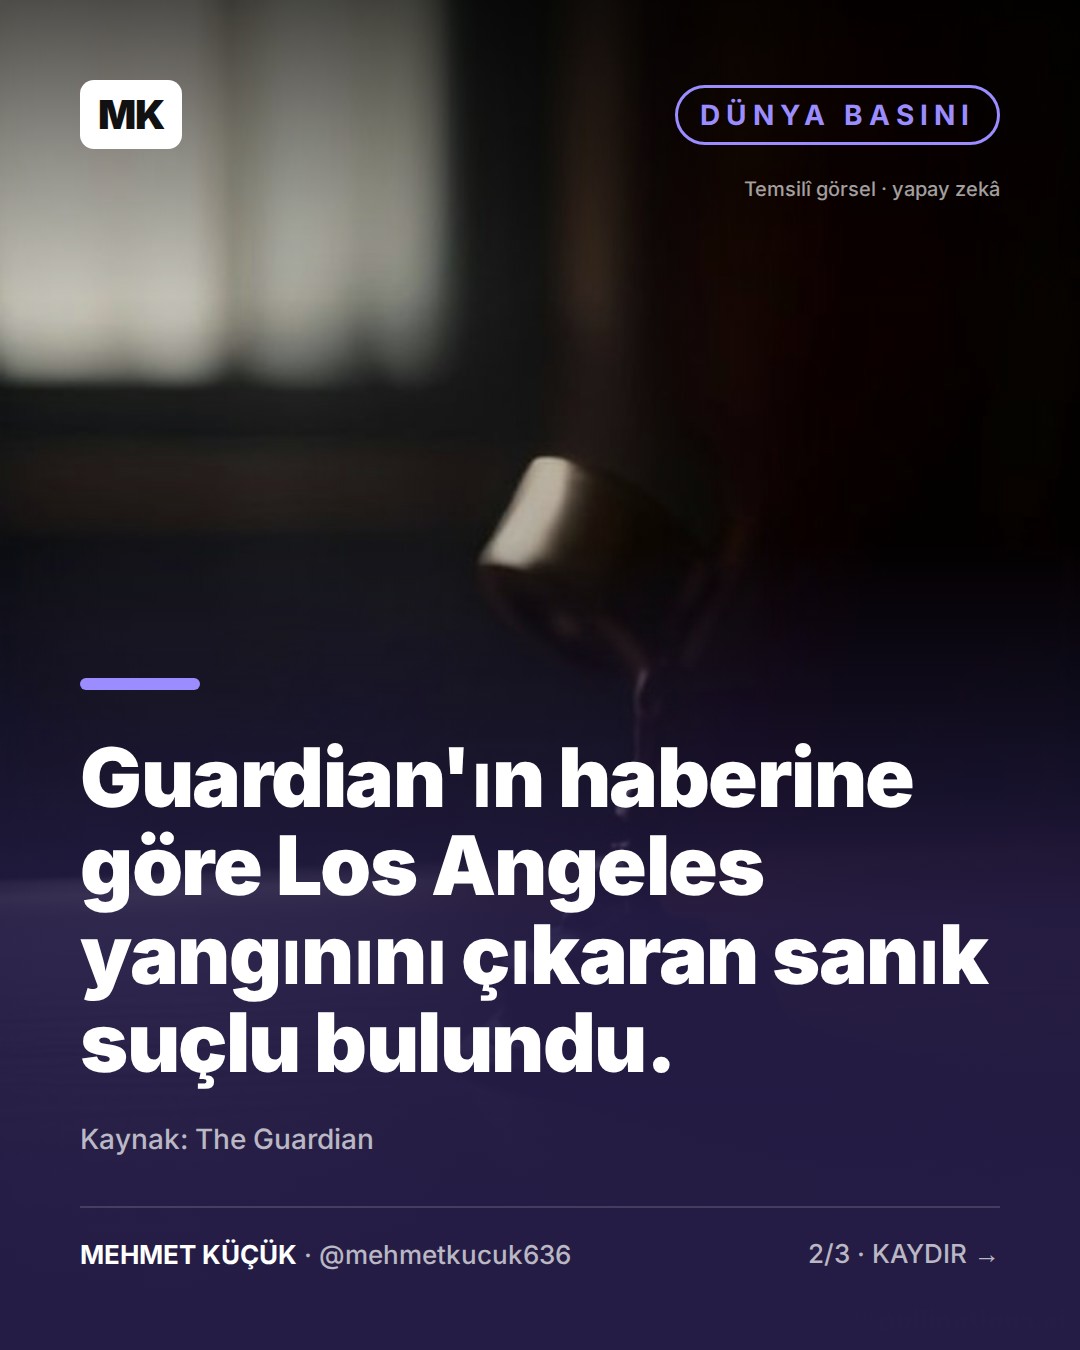 MK
DÜNYA BASINI
Temsilî görsel · yapay zekâ
Guardian'ın haberine
göre Los Angeles
yangınını çıkaran sanık
suçlu bulundu.
Kaynak: The Guardian
MEHMET KÜÇÜK · @mehmetkucuk636
2/3 · KAYDIR →